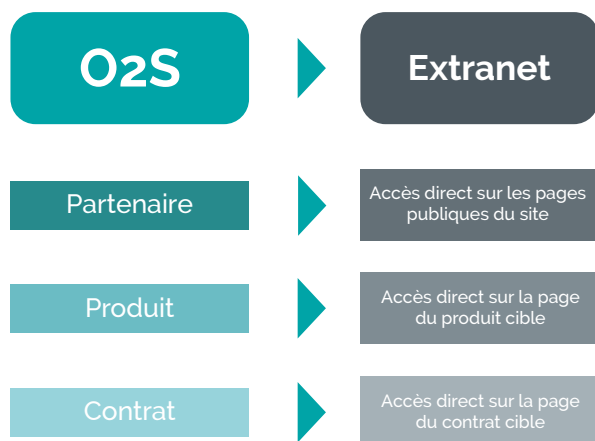 O2S
Extranet
Partenaire
Accès direct sur les pages
publiques du site
Produit
Accès direct sur la page
du produit cible
Contrat
Accès direct sur la page
du contrat cible